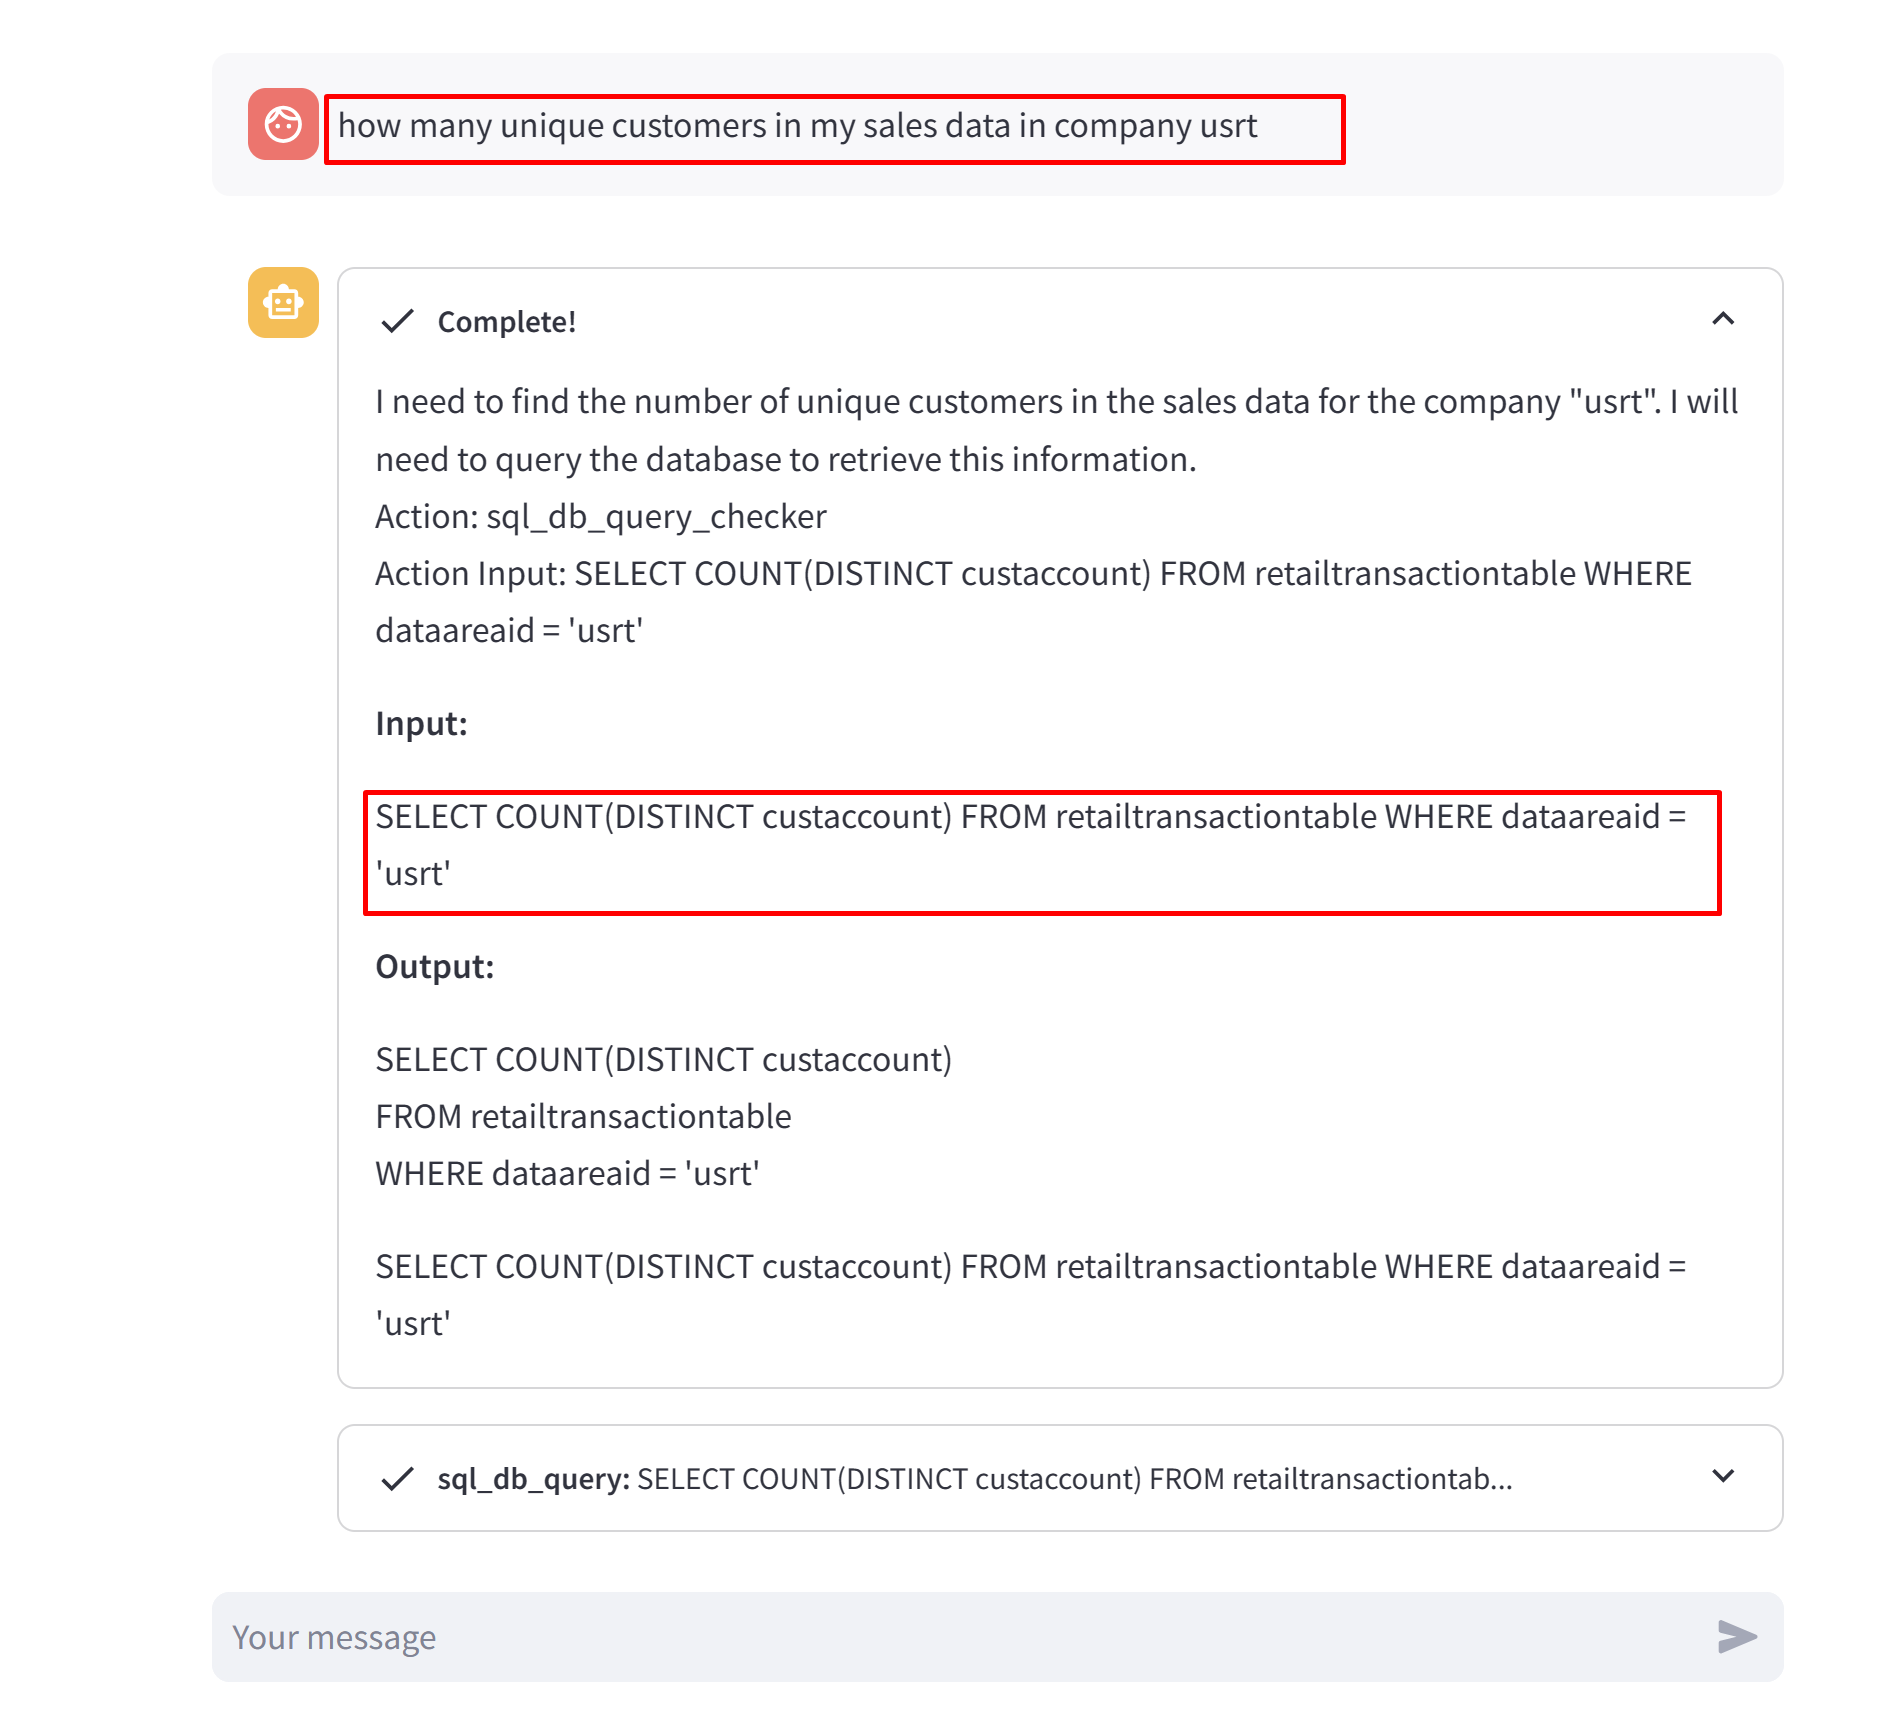 how many unique customers in my sales data in company usrt
Complete!
I need to find the number of unique customers in the sales data for the company "usrt". I will
need to query the database to retrieve this information.
Action: sql_db_query_checker
Action Input: SELECT COUNT(DISTINCT custaccount) FROM retailtransactiontable WHERE
dataareaid = 'usrt'
Input:
SELECT COUNT(DISTINCT custaccount) FROM retailtransactiontable WHERE dataareaid =
'usrt'
Output:
SELECT COUNT(DISTINCT custaccount)
FROM retailtransactiontable
WHERE dataareaid = 'usrt'
SELECT COUNT(DISTINCT custaccount) FROM retailtransactiontable WHERE dataareaid =
'usrt'
sql_db_query: SELECT COUNT(DISTINCT custaccount) FROM retailtransactiontab...
Your message